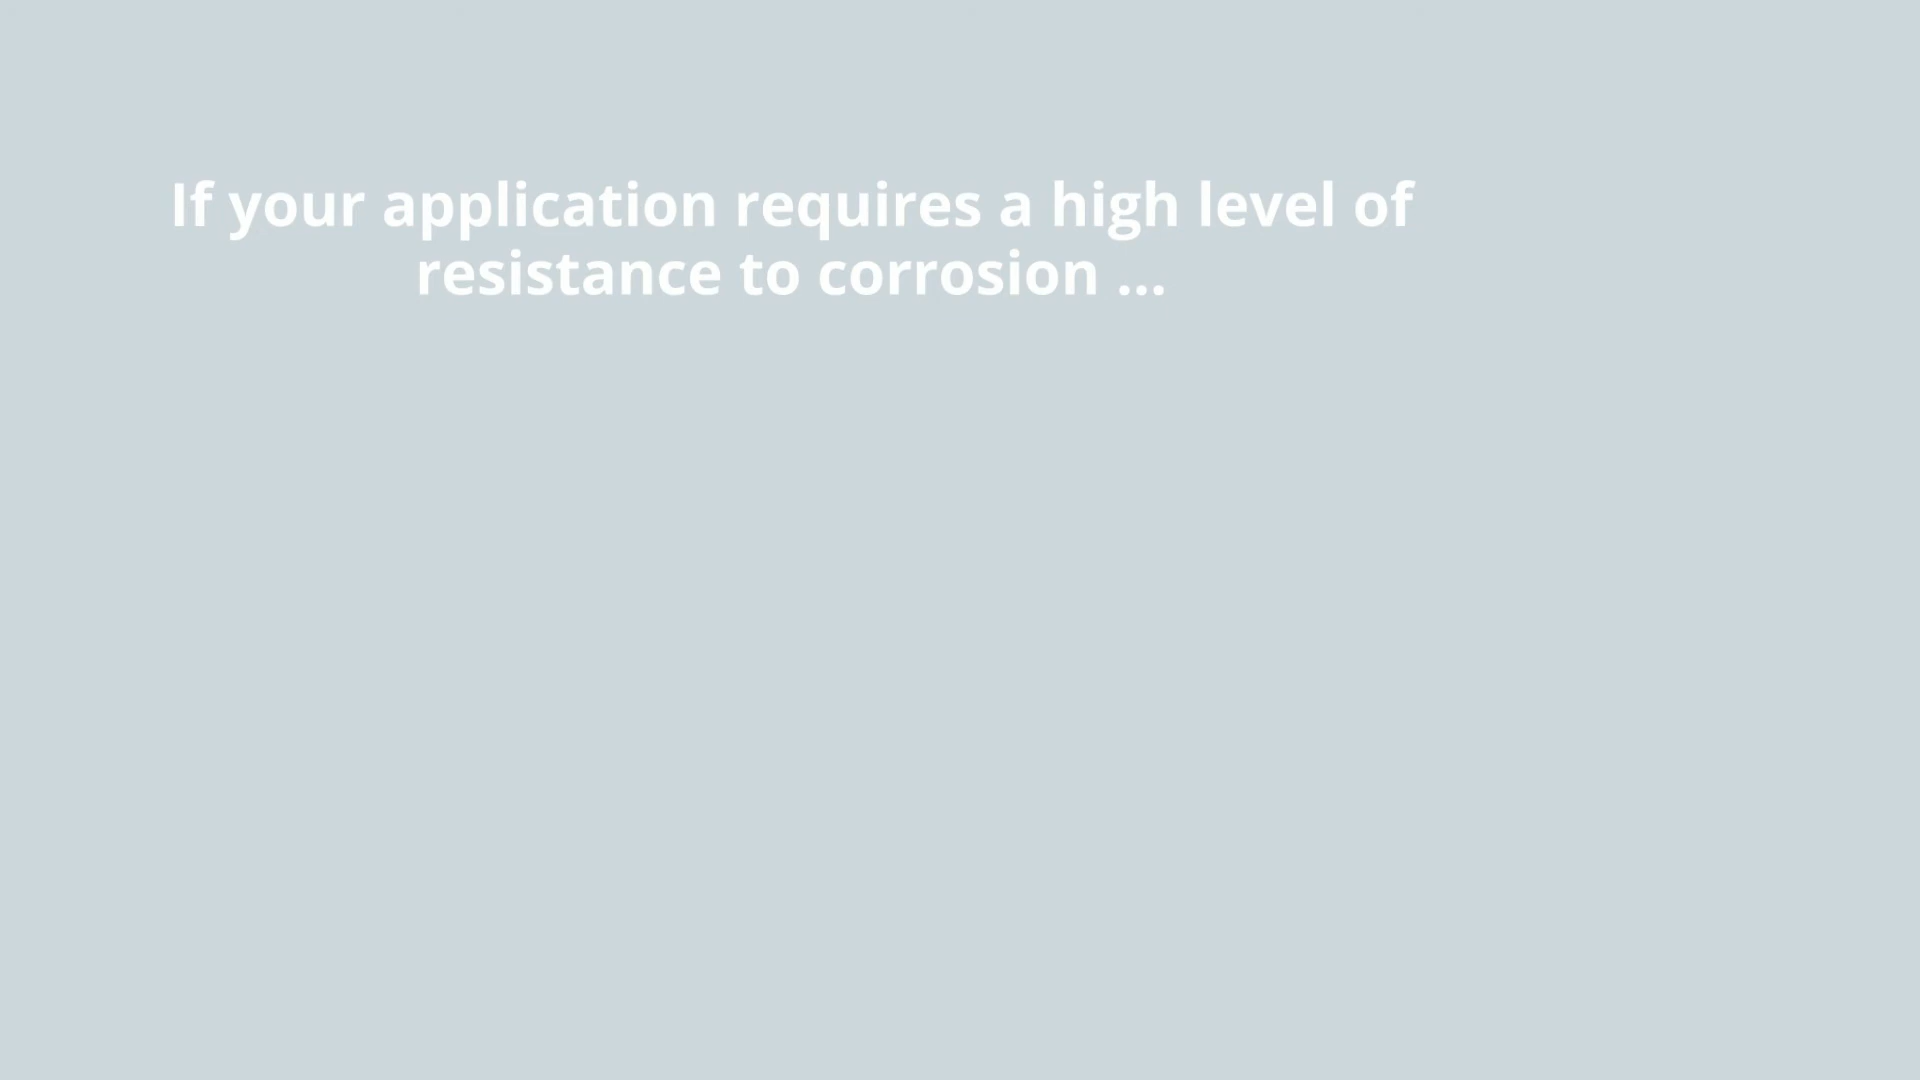 If your application requires a high level of
resistance to corrosion ...